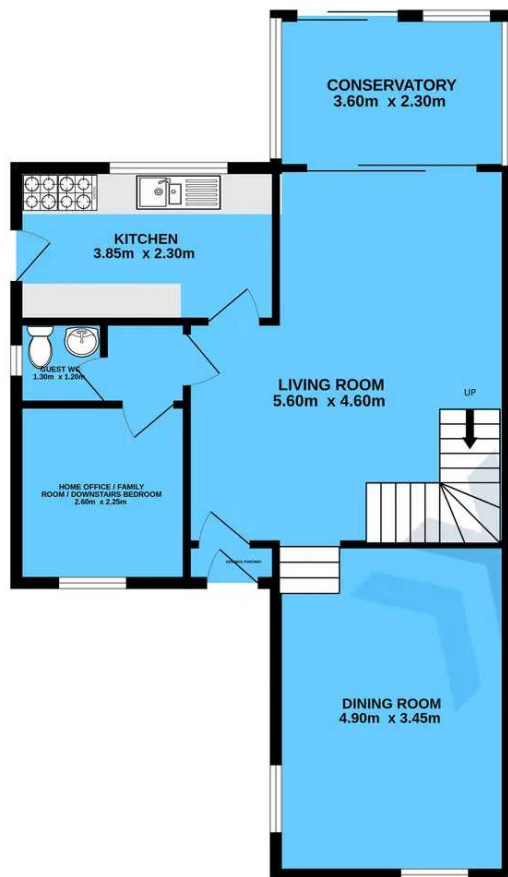 CONSERVATORY
3.60m x 2.30m
KITCHEN
3.85m x 2.30m
GUEST WC
1.30m x 1.20m
LIVING ROOM
5.60m x 4.60m
UP
HOME OFFICE / FAMILY
ROOM / DOWNSTAIRS BEDROOM
2.60m x 2.25m
DINING ROOM
4.90m x 3.45m